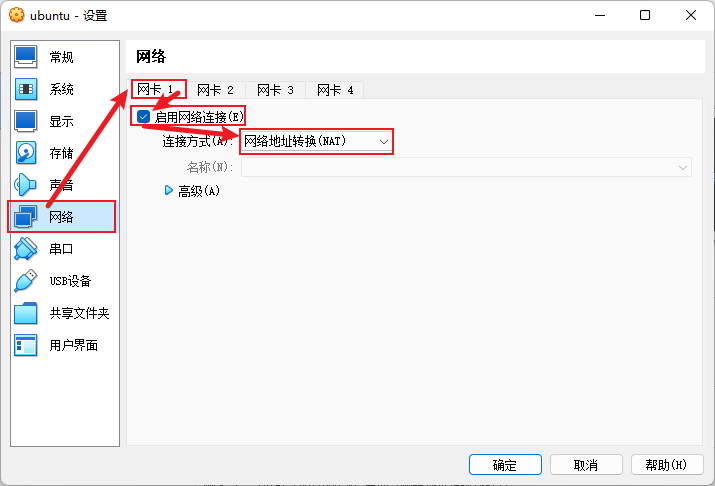 ubuntu - 设置
常规
系统
显示
存储
声音
网络
串口
USB设备
共享文件夹
用户界面
网络
网卡 1 网卡 2 网卡 3 网卡 4
启用网络连接(E)
连接方式(A): 网络地址转换(NAT)
名称(N):
高级(A)
确定 取消 帮助(H)